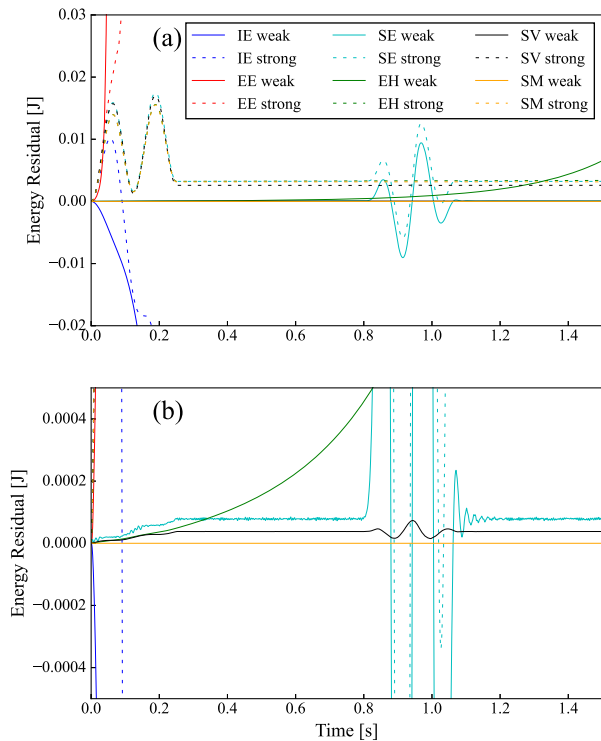 (a)
IE weak
IE strong
EE weak
EE strong
SE weak
SE strong
EH weak
EH strong
SV weak
SV strong
SM weak
SM strong
Energy Residual [J]
0.03
0.02
0.01
0.00
−0.01
−0.02
0.0 0.2 0.4 0.6 0.8 1.0 1.2 1.4
(b)
Energy Residual [J]
0.0004
0.0002
0.0000
−0.0002
−0.0004
0.0 0.2 0.4 0.6 0.8 1.0 1.2 1.4
Time [s]